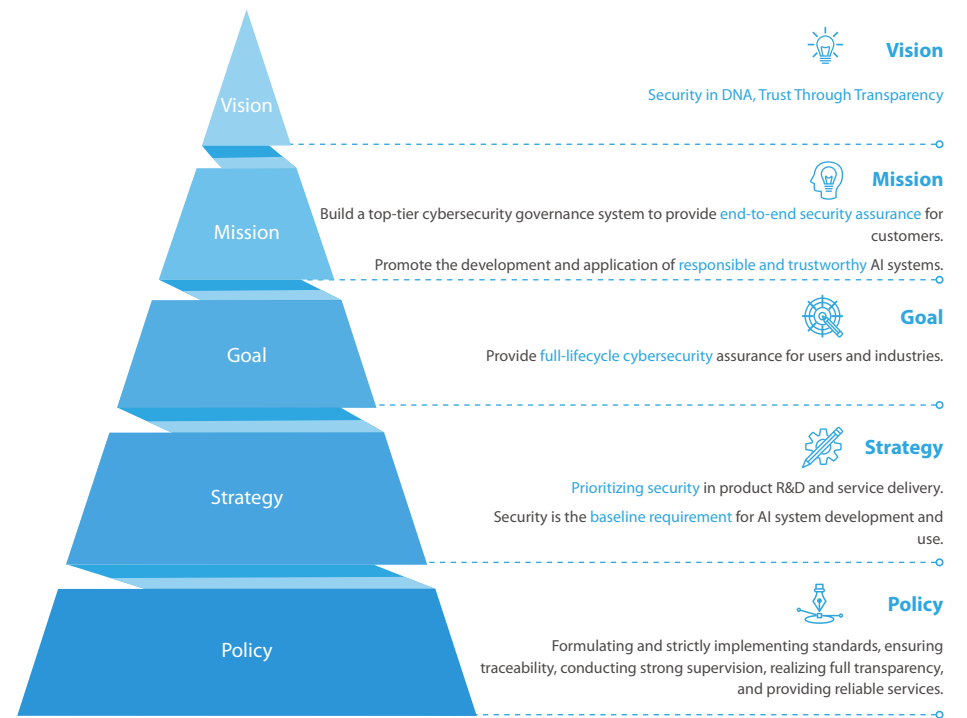 Vision
Vision
Security in DNA, Trust Through Transparency
Mission
Mission
Build a top-tier cybersecurity governance system to provide end-to-end security assurance for
customers.
Promote the development and application of responsible and trustworthy AI systems.
Goal
Goal
Provide full-lifecycle cybersecurity assurance for users and industries.
Strategy
Strategy
Prioritizing security in product R&D and service delivery.
Security is the baseline requirement for AI system development and
use.
Policy
Policy
Formulating and strictly implementing standards, ensuring
traceability, conducting strong supervision, realizing full transparency,
and providing reliable services.